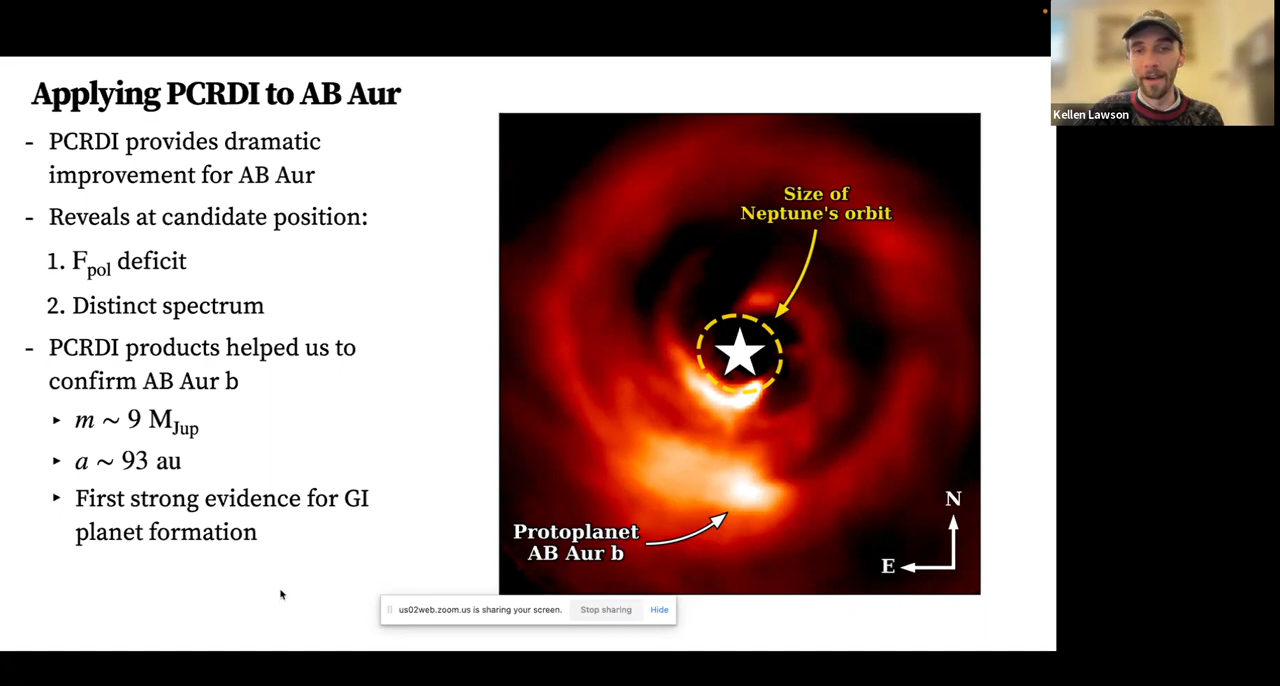 Applying PCRDI to AB Aur
- PCRDI provides dramatic
improvement for AB Aur
- Reveals at candidate position:
1. Fpol deficit
2. Distinct spectrum
- PCRDI products helped us to
confirm AB Aur b
‣ m ~ 9 MJup
‣ a ~ 93 au
‣ First strong evidence for GI
planet formation
Size of
Neptune's orbit
Protoplanet
AB Aur b
N
E
us02web.zoom.us is sharing your screen. Stop sharing Hide
Kellen Lawson